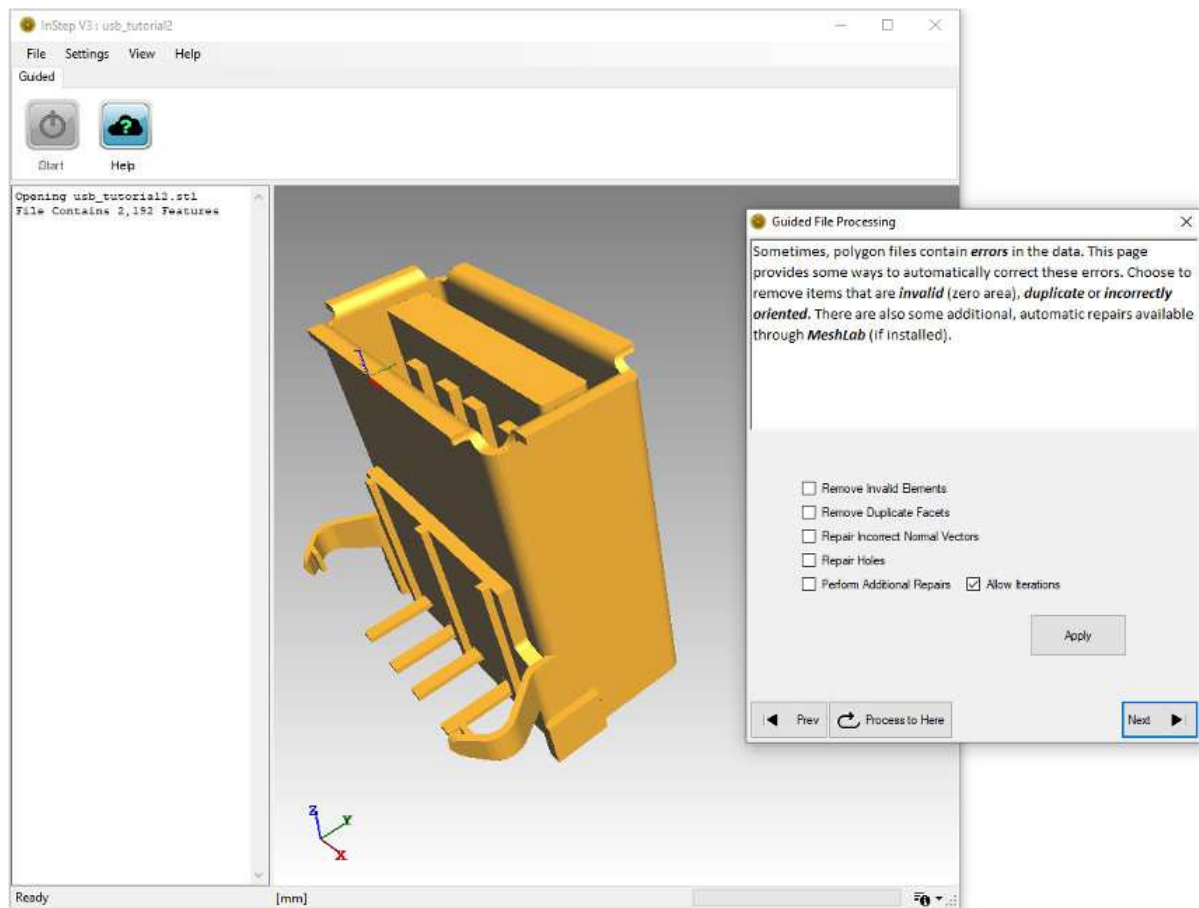 InStep V3 : usb_tutorial2
File Settings View Help
Guided
Start Help
Opening usb_tutorial2.stl
File Contains 2,192 Features
Guided File Processing
Sometimes, polygon files contain errors in the data. This page
provides some ways to automatically correct these errors. Choose to
remove items that are invalid (zero area), duplicate or incorrectly
oriented. There are also some additional, automatic repairs available
through MeshLab (if installed).
Remove Invalid Elements
Remove Duplicate Facets
Repair Incorrect Normal Vectors
Repair Holes
Perform Additional Repairs Allow Iterations
Apply
Prev Process to Here Next
Z
Y
X
Ready [mm]